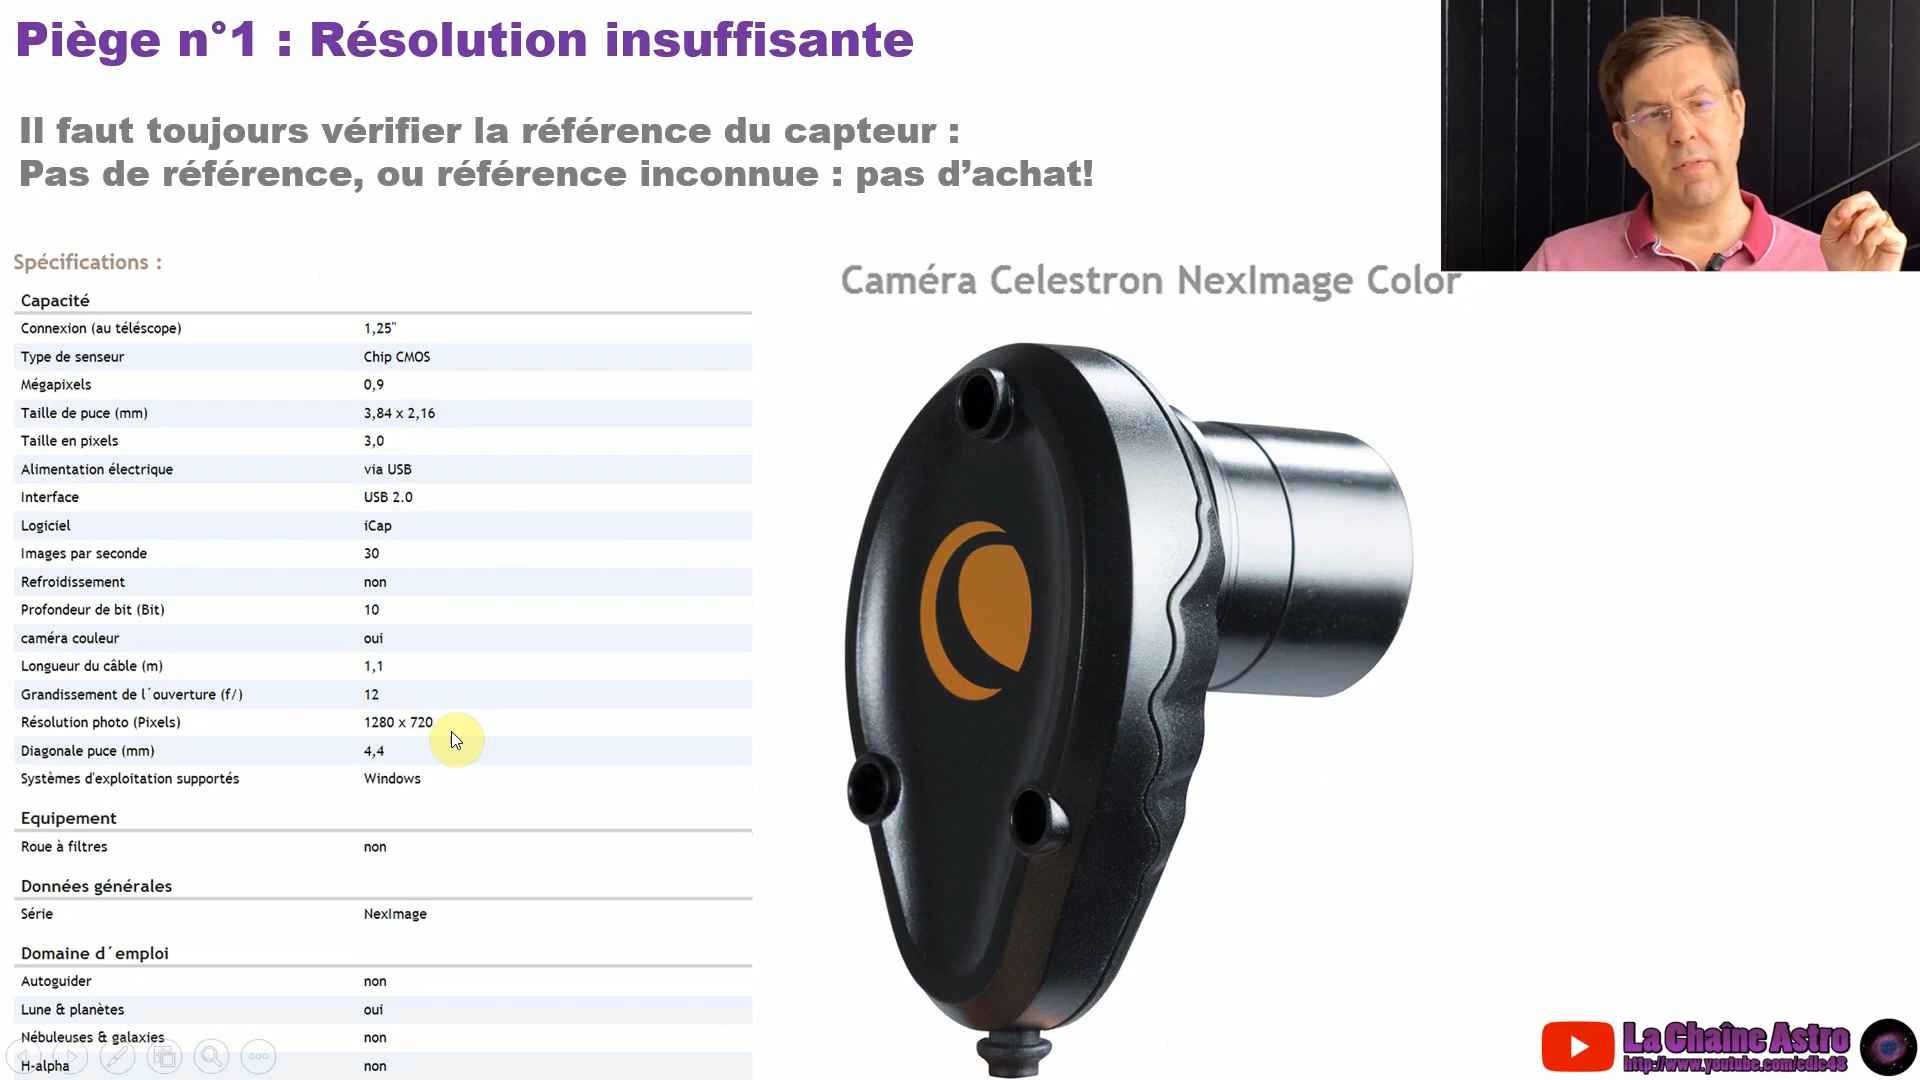 Piège n°1 : Résolution insuffisante
Il faut toujours vérifier la référence du capteur :
Pas de référence, ou référence inconnue : pas d’achat!
Spécifications :
Caméra Celestron NexImage Color
Capacité
Connexion (au téléscope) 1,25"
Type de senseur Chip CMOS
Mégapixels 0,9
Taille de puce (mm) 3,84 x 2,16
Taille en pixels 3,0
Alimentation électrique via USB
Interface USB 2.0
Logiciel iCap
Images par seconde 30
Refroidissement non
Profondeur de bit (Bit) 10
caméra couleur oui
Longueur du câble (m) 1,1
Grandissement de l´ouverture (f/) 12
Résolution photo (Pixels) 1280 x 720
Diagonale puce (mm) 4,4
Systèmes d'exploitation supportés Windows
Equipement
Roue à filtres non
Données générales
Série NexImage
Domaine d´emploi
Autoguider non
Lune & planètes oui
Nébuleuses & galaxies non
H-alpha non
La Chaîne Astro
http://www.youtube.com/cdlc48